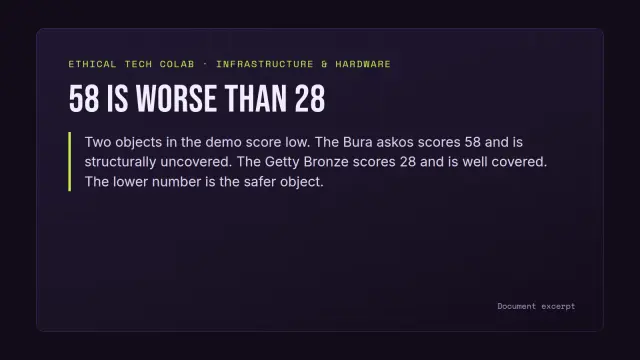 ETHICAL TECH COLAB · INFRASTRUCTURE & HARDWARE
58 IS WORSE THAN 28
Two objects in the demo score low. The Bura askos scores 58 and is
structurally uncovered. The Getty Bronze scores 28 and is well covered.
The lower number is the safer object.
Document excerpt